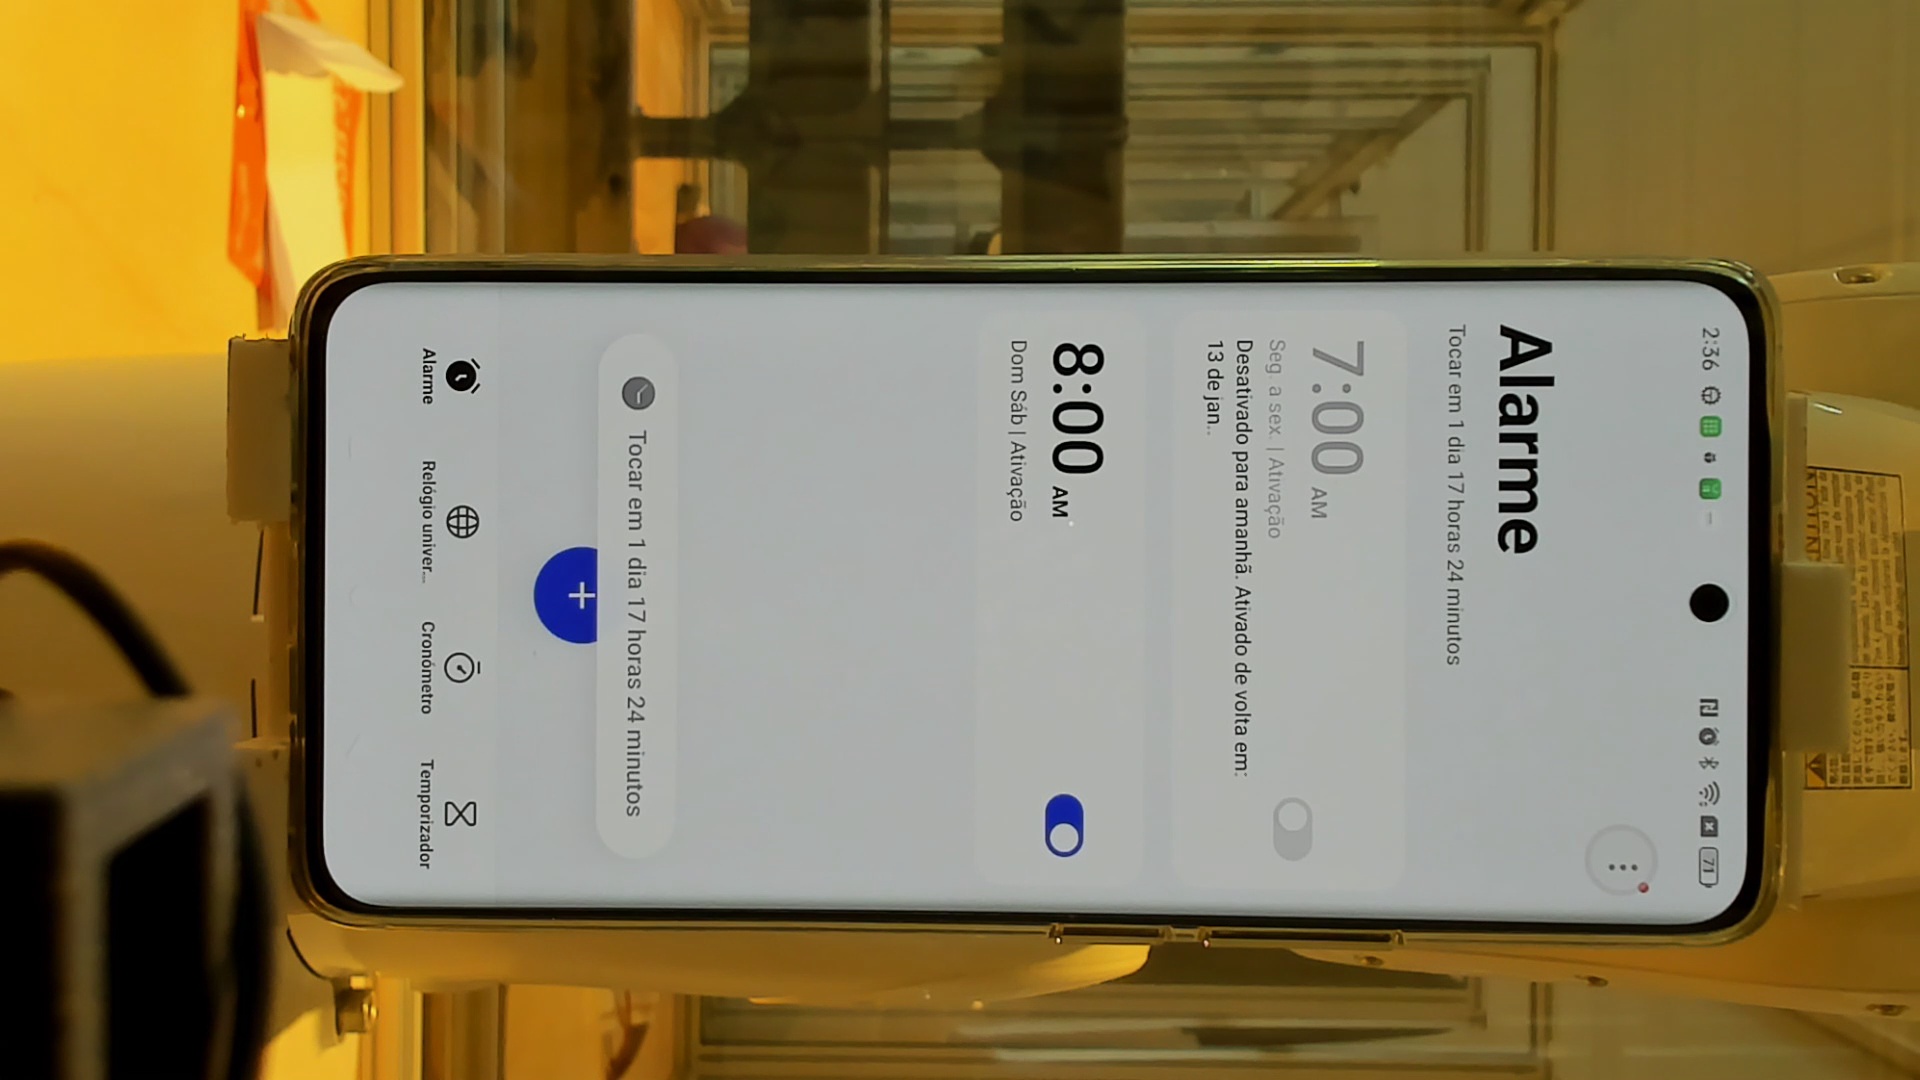 2:36
71
Alarme
Tocar em 1 dia 17 horas 24 minutos
7:00 AM
Seg. a sex. | Ativação
Desativado para amanhã. Ativado de volta em:
13 de jan..
8:00 AM
Dom Sáb | Ativação
Tocar em 1 dia 17 horas 24 minutos
Alarme
Relógio univer...
Cronómetro
Temporizador